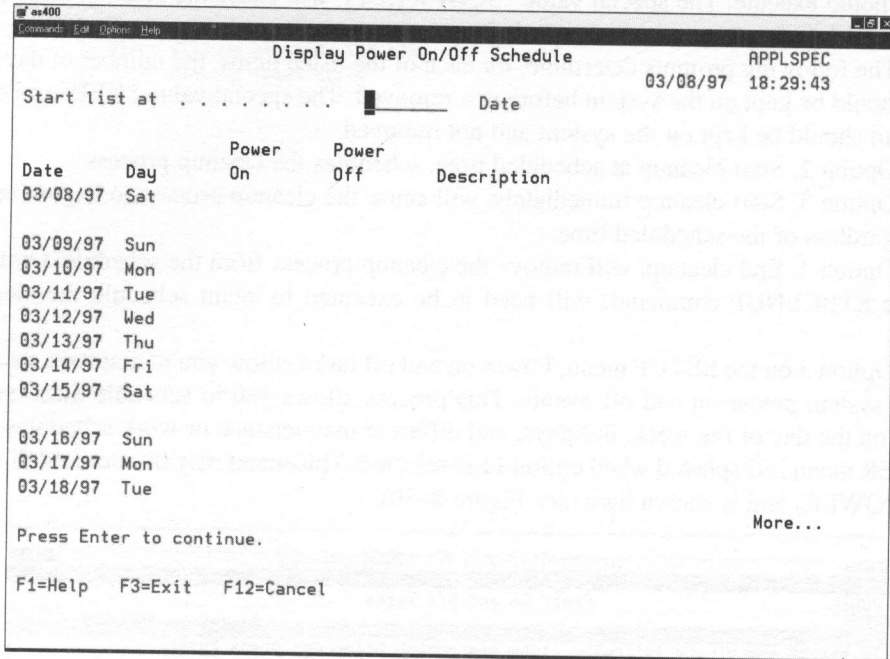 as400
Commands Edit Options Help
Display Power On/Off Schedule APPLSPEC
03/08/97 18:29:43
Start list at . . . . . . . . . . . ________ Date
Power Power
Date Day On Off Description
03/08/97 Sat
03/09/97 Sun
03/10/97 Mon
03/11/97 Tue
03/12/97 Wed
03/13/97 Thu
03/14/97 Fri
03/15/97 Sat
03/16/97 Sun
03/17/97 Mon
03/18/97 Tue
More...
Press Enter to continue.
F1=Help F3=Exit F12=Cancel